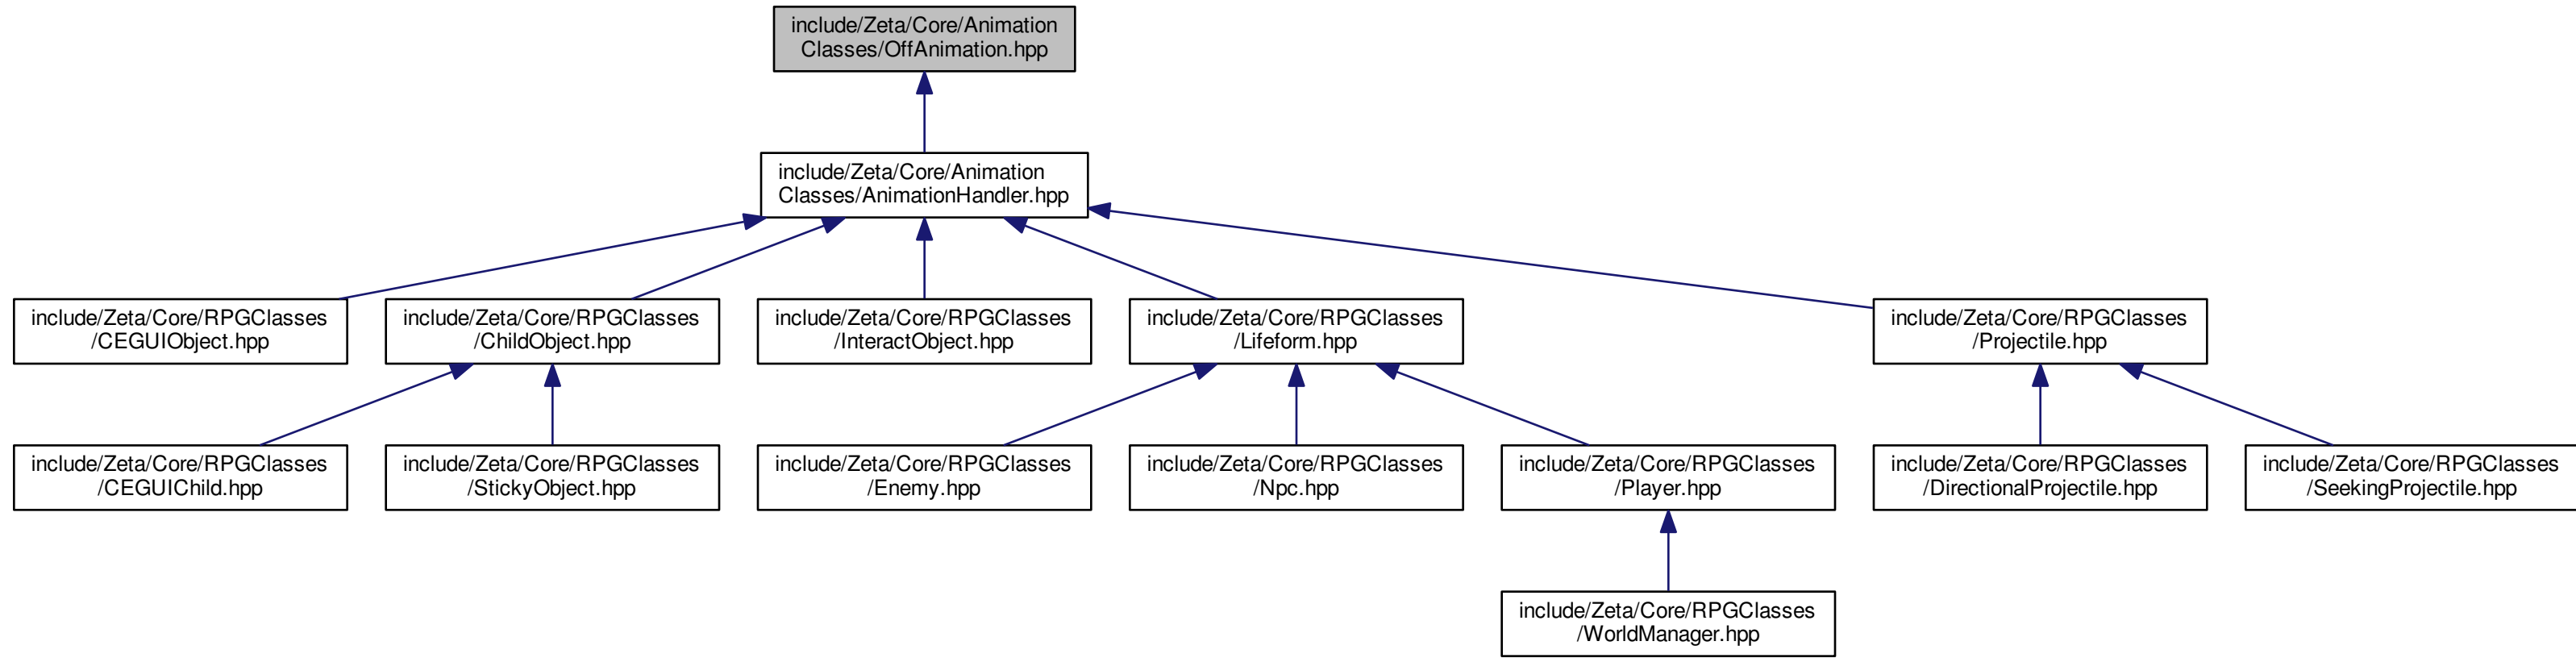 include/Zeta/Core/Animation
Classes/OffAnimation.hpp
include/Zeta/Core/Animation
Classes/AnimationHandler.hpp
include/Zeta/Core/RPGClasses
/CEGUIObject.hpp
include/Zeta/Core/RPGClasses
/ChildObject.hpp
include/Zeta/Core/RPGClasses
/InteractObject.hpp
include/Zeta/Core/RPGClasses
/Lifeform.hpp
include/Zeta/Core/RPGClasses
/Projectile.hpp
include/Zeta/Core/RPGClasses
/CEGUIChild.hpp
include/Zeta/Core/RPGClasses
/StickyObject.hpp
include/Zeta/Core/RPGClasses
/Enemy.hpp
include/Zeta/Core/RPGClasses
/Npc.hpp
include/Zeta/Core/RPGClasses
/Player.hpp
include/Zeta/Core/RPGClasses
/DirectionalProjectile.hpp
include/Zeta/Core/RPGClasses
/SeekingProjectile.hpp
include/Zeta/Core/RPGClasses
/WorldManager.hpp